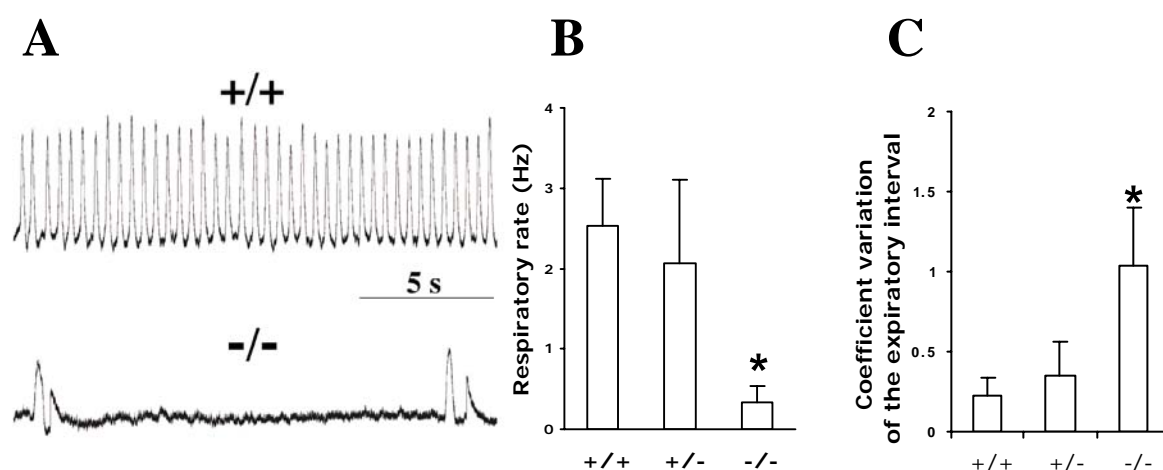 A
+/+
5 s
-/-
B
Respiratory rate (Hz)
4
3
2
1
0
*
+/+ +/- -/-
C
Coefficient variation
of the expiratory interval
2
1.5
1
0.5
0
*
+/+ +/- -/-